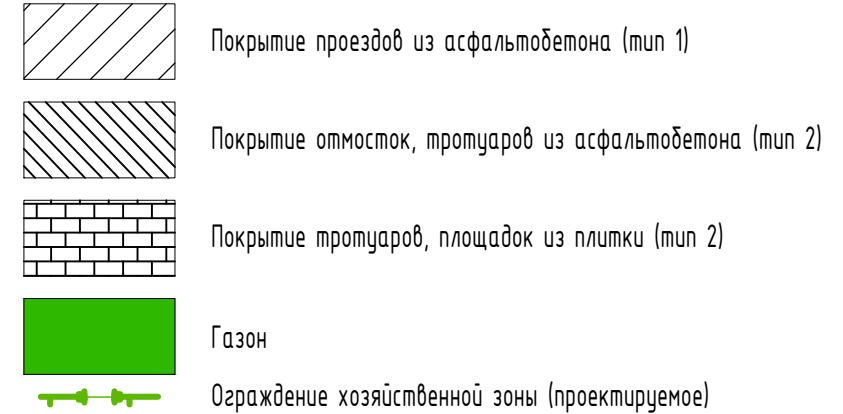 Покрытие проездов из асфальтобетона (тип 1)
Покрытие отмосток, тротуаров из асфальтобетона (тип 2)
Покрытие тротуаров, площадок из плитки (тип 2)
Газон
Ограждение хозяйственной зоны (проектируемое)